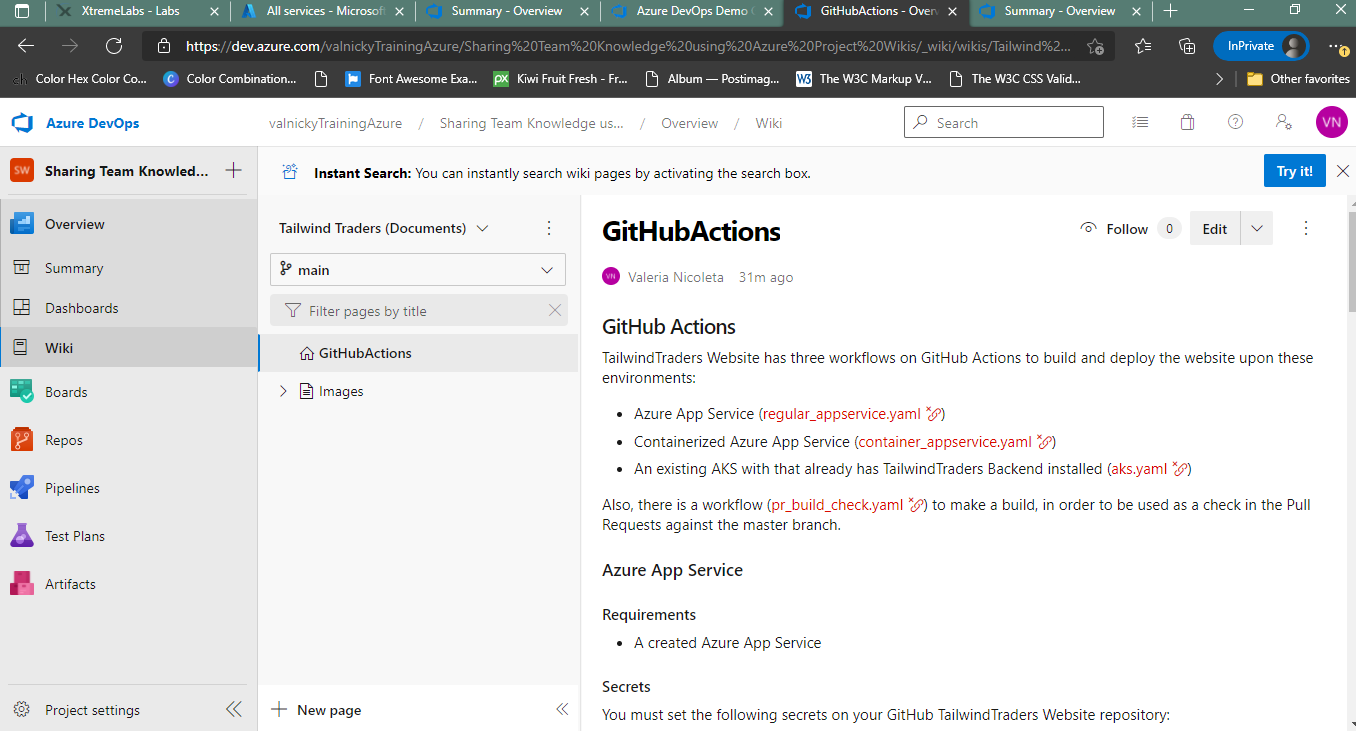 XtremeLabs - Labs
All services - Microsoft
Summary - Overview
Azure DevOps Demo
GitHubActions - Over
Summary - Overview
https://dev.azure.com/valnickyTrainingAzure/Sharing%20Team%20Knowledge%20using%20Azure%20Project%20Wikis/_wiki/wikis/Tailwind%2...
InPrivate
Color Hex Color Co...
C
Color Combination...
Font Awesome Exa...
px
Kiwi Fruit Fresh - Fr...
Album — Postimag...
W3
The W3C Markup V...
The W3C CSS Valid...
Other favorites
Azure DevOps
valnickyTrainingAzure / Sharing Team Knowledge us... / Overview / Wiki
Search
VN
SW
Sharing Team Knowled...
Overview
Summary
Dashboards
Wiki
Boards
Repos
Pipelines
Test Plans
Artifacts
Project settings
Instant Search: You can instantly search wiki pages by activating the search box.
Try it!
Tailwind Traders (Documents)
main
Filter pages by title
GitHubActions
Images
New page
GitHubActions
Follow 0
Edit
VN
Valeria Nicoleta 31m ago
GitHub Actions
TailwindTraders Website has three workflows on GitHub Actions to build and deploy the website upon these
environments:
• Azure App Service (regular_appservice.yaml)
• Containerized Azure App Service (container_appservice.yaml)
• An existing AKS with that already has TailwindTraders Backend installed (aks.yaml)
Also, there is a workflow (pr_build_check.yaml) to make a build, in order to be used as a check in the Pull
Requests against the master branch.
Azure App Service
Requirements
• A created Azure App Service
Secrets
You must set the following secrets on your GitHub TailwindTraders Website repository: